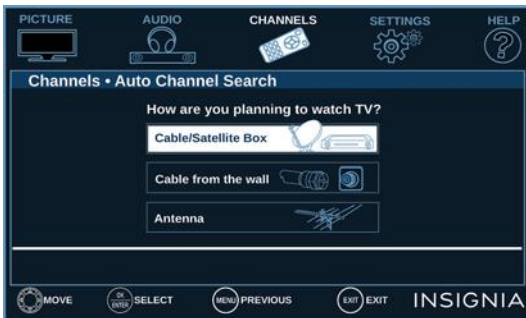 PICTURE AUDIO CHANNELS SETTINGS HELP
Channels • Auto Channel Search
How are you planning to watch TV?
Cable/Satellite Box
Cable from the wall
Antenna
MOVE OK ENTER SELECT MENU PREVIOUS EXIT EXIT INSIGNIA